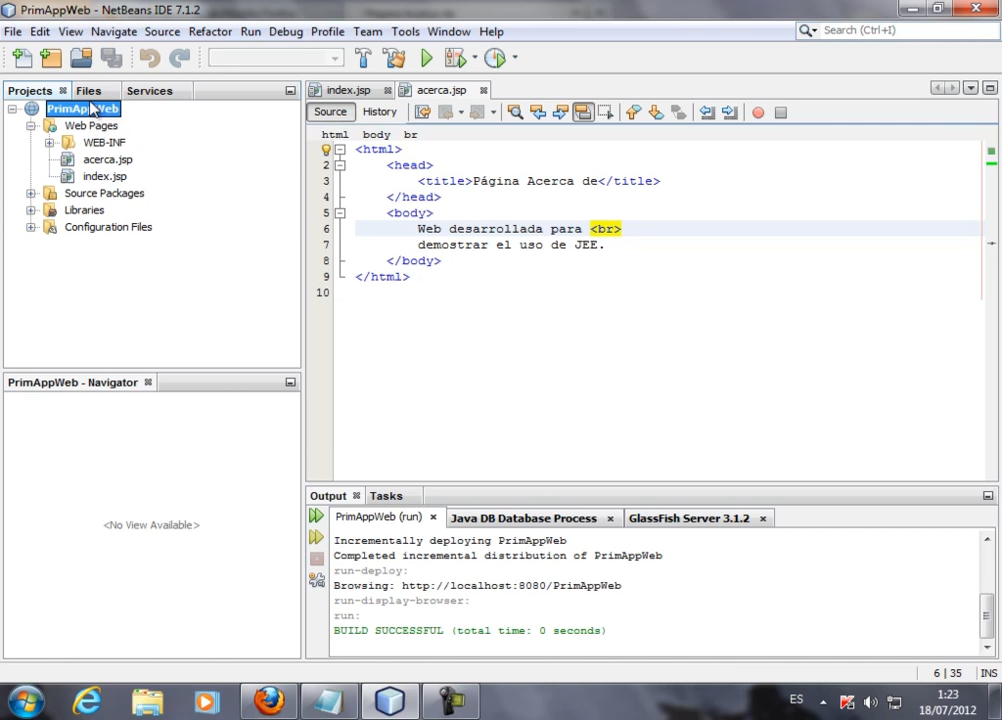 PrimAppWeb - NetBeans IDE 7.1.2
File Edit View Navigate Source Refactor Run Debug Profile Team Tools Window Help
Search (Ctrl+I)
Projects Files Services
PrimAppWeb
Web Pages
WEB-INF
acerca.jsp
index.jsp
Source Packages
Libraries
Configuration Files
PrimAppWeb - Navigator
<No View Available>
index.jsp acerca.jsp
Source History
html body br
<html>
2 <head>
3 <title>Página Acerca de</title>
4 </head>
5 <body>
6 Web desarrollada para <br>
7 demostrar el uso de JEE.
8 </body>
9 </html>
10
Output Tasks
PrimAppWeb (run) Java DB Database Process GlassFish Server 3.1.2
Incrementally deploying PrimAppWeb
Completed incremental distribution of PrimAppWeb
run-deploy:
Browsing: http://localhost:8080/PrimAppWeb
run-display-browser:
run:
BUILD SUCCESSFUL (total time: 0 seconds)
6 | 35 INS
ES
1:23
18/07/2012